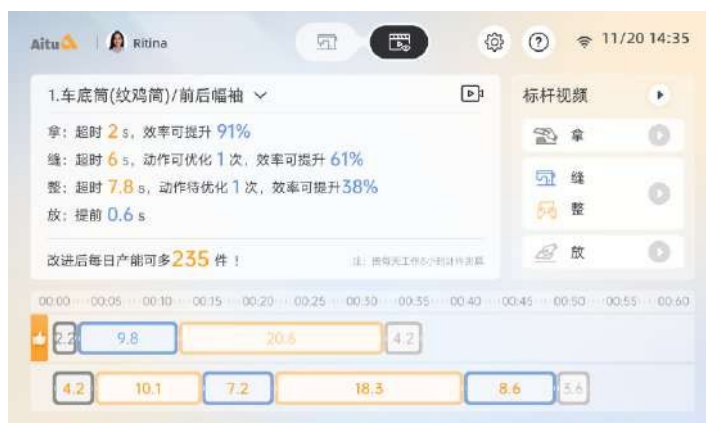 Aitu
Ritina
11/20 14:35
1.车底筒(纹鸡筒)/前后幅袖
拿：超时 2 s，效率可提升 91%
缝：超时 6 s，动作可优化 1 次，效率可提升 61%
整：超时 7.8 s，动作待优化 1 次，效率可提升38%
放：提前 0.6 s
改进后每日产能可多235 件！
标杆视频
拿
缝
整
放
00:00 00:05 00:10 00:15 00:20 00:25 00:30 00:35 00:40 00:45 00:50 00:55 00:60
2.2 9.8 20.6 4.2
4.2 10.1 7.2 18.3 8.6 3.6